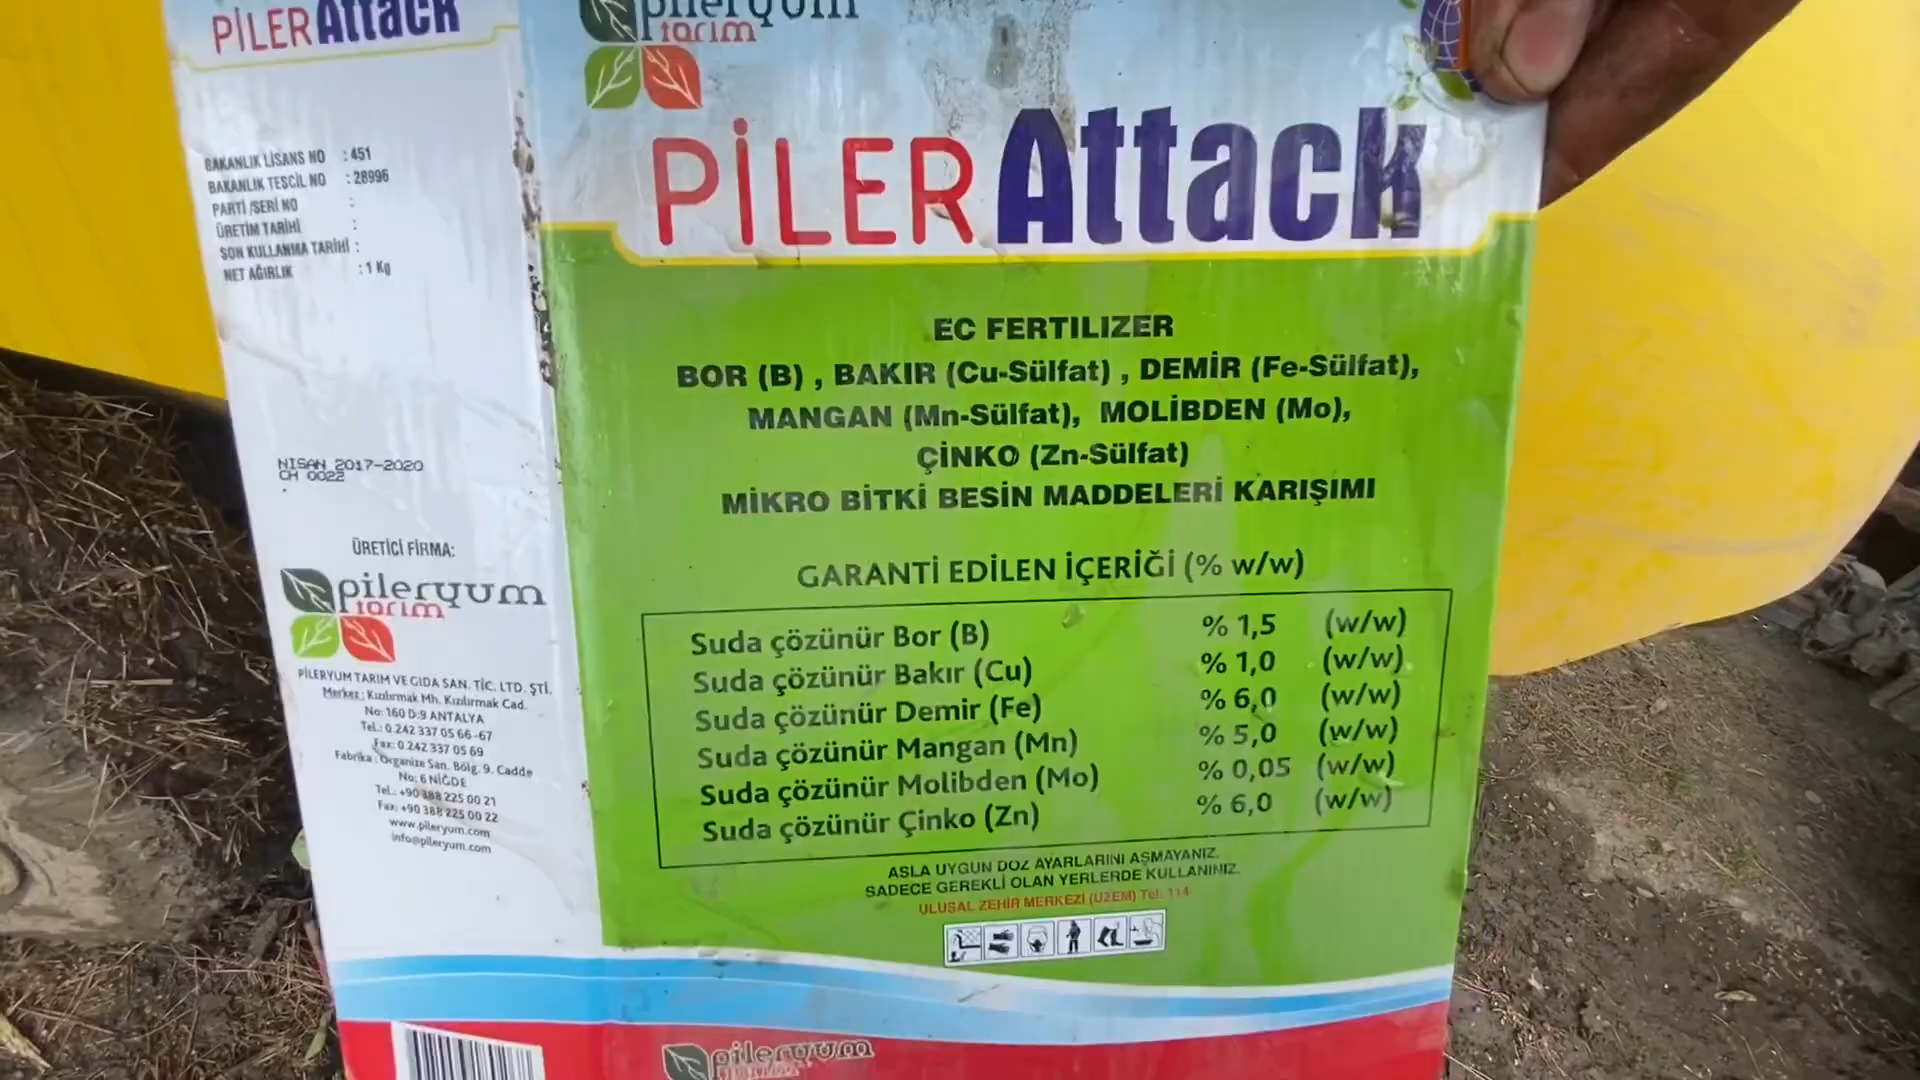 PİLER Attack
BAKANLIK LİSANS NO : 451
BAKANLIK TESCİL NO : 28996
PARTİ /SERİ NO :
ÜRETİM TARİHİ :
SON KULLANMA TARİHİ :
NET AĞIRLIK : 1 Kg
NISAN 2017-2020
CH 0022
ÜRETİCİ FİRMA:
pileryum
tarım
PİLERYUM TARIM VE GIDA SAN. TİC. LTD. ŞTİ.
Merkez : Kızılırmak Mh. Kızılırmak Cad.
No: 160 D:9 ANTALYA
Tel.: 0.242 337 05 66 -67
Fax: 0.242 337 05 69
Fabrika : Organize San. Bölg. 9. Cadde
No: 6 NİĞDE
Tel.: +90 388 225 00 21
Fax: +90 388 225 00 22
www.pileryum.com
info@pileryum.com
pileryum
tarım
PİLER Attack
EC FERTILIZER
BOR (B) , BAKIR (Cu-Sülfat) , DEMİR (Fe-Sülfat),
MANGAN (Mn-Sülfat), MOLİBDEN (Mo),
ÇİNKO (Zn-Sülfat)
MİKRO BİTKİ BESİN MADDELERİ KARIŞIMI
GARANTİ EDİLEN İÇERİĞİ (% w/w)
Suda çözünür Bor (B) % 1,5 (w/w)
Suda çözünür Bakır (Cu) % 1,0 (w/w)
Suda çözünür Demir (Fe) % 6,0 (w/w)
Suda çözünür Mangan (Mn) % 5,0 (w/w)
Suda çözünür Molibden (Mo) % 0,05 (w/w)
Suda çözünür Çinko (Zn) % 6,0 (w/w)
ASLA UYGUN DOZ AYARLARINI AŞMAYANIZ.
SADECE GEREKLİ OLAN YERLERDE KULLANINIZ.
ULUSAL ZEHİR MERKEZİ (UZEM) Tel. 114
pileryum